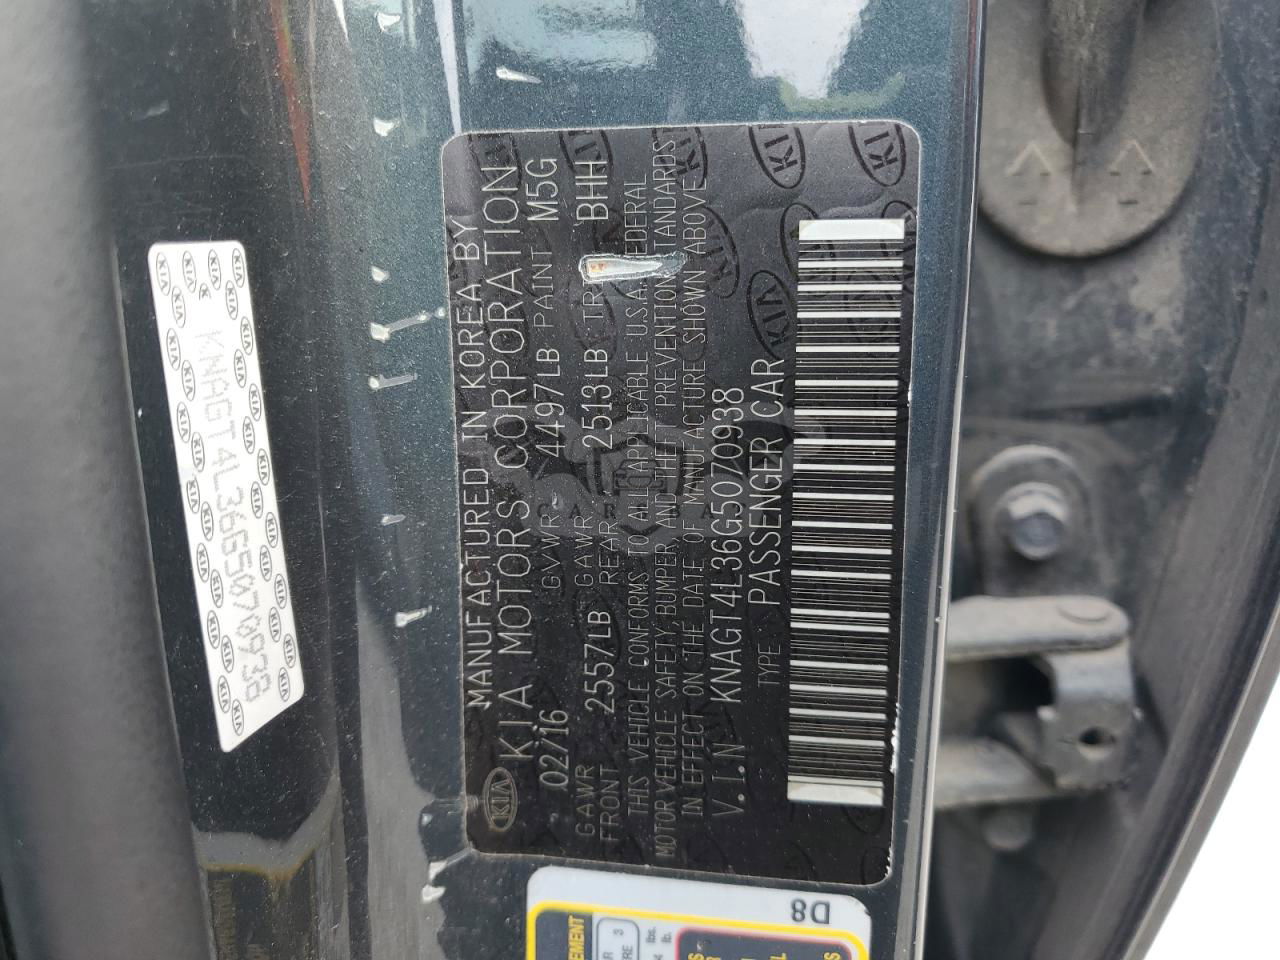 MANUFACTURED IN KOREA BY
KIA KIA MOTORS CORPORATION
02/16 GVWR 4497LB PAINT M5G
GAWR FRONT 2557LB GAWR REAR 2513LB TR BHH
THIS VEHICLE CONFORMS TO ALL APPLICABLE U.S.A. FEDERAL
MOTOR VEHICLE SAFETY, BUMPER, AND THEFT PREVENTION STANDARDS
IN EFFECT ON THE DATE OF MANUFACTURE SHOWN ABOVE
V.I.N KNAGT4L36G5070938
TYPE PASSENGER CAR
KNAGT4L36G5070938
D8